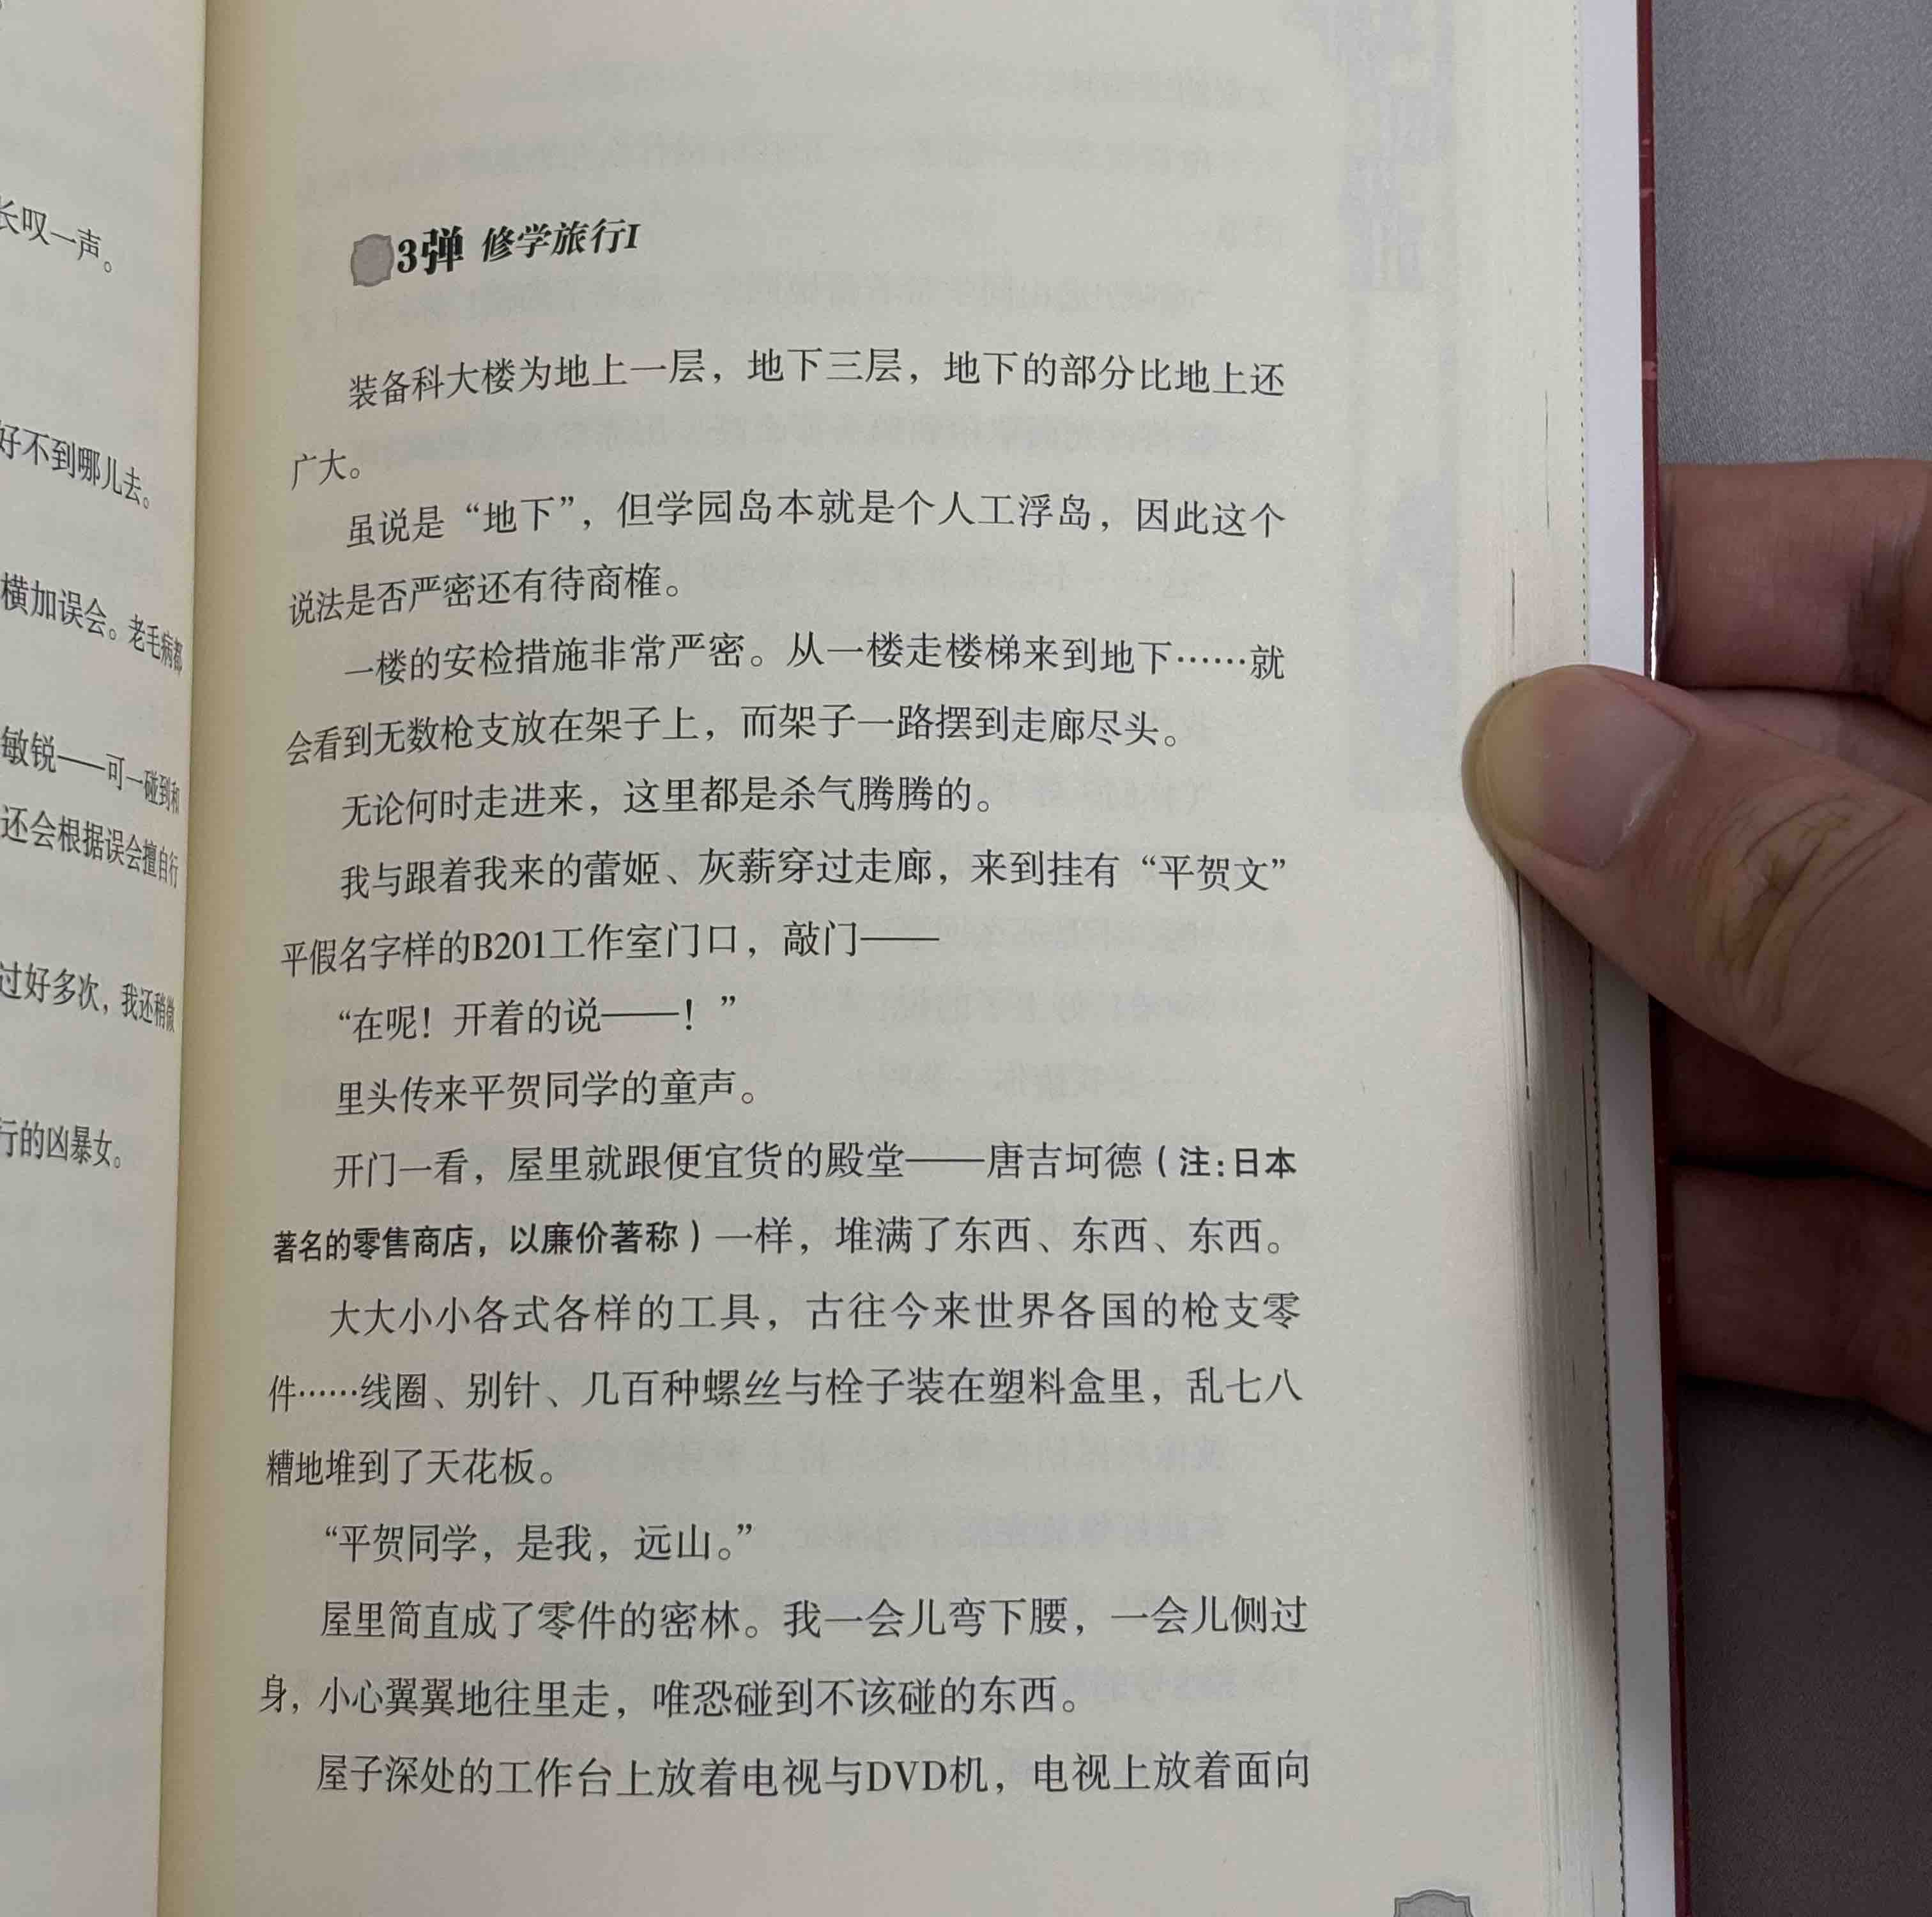 长叹一声。
好不到哪儿去。
横加误会。老毛病都
敏锐——可一碰到和
还会根据误会擅自行
过好多次，我还稍微
行的凶暴女。
3弹 修学旅行I
装备科大楼为地上一层，地下三层，地下的部分比地上还
广大。
虽说是“地下”，但学园岛本就是个人工浮岛，因此这个
说法是否严密还有待商榷。
一楼的安检措施非常严密。从一楼走楼梯来到地下……就
会看到无数枪支放在架子上，而架子一路摆到走廊尽头。
无论何时走进来，这里都是杀气腾腾的。
我与跟着我来的蕾姬、灰薪穿过走廊，来到挂有“平贺文”
平假名字样的B201工作室门口，敲门——
“在呢！开着的说——！”
里头传来平贺同学的童声。
开门一看，屋里就跟便宜货的殿堂——唐吉坷德（注：日本
著名的零售商店，以廉价著称）一样，堆满了东西、东西、东西。
大大小小各式各样的工具，古往今来世界各国的枪支零
件……线圈、别针、几百种螺丝与栓子装在塑料盒里，乱七八
糟地堆到了天花板。
“平贺同学，是我，远山。”
屋里简直成了零件的密林。我一会儿弯下腰，一会儿侧过
身，小心翼翼地往里走，唯恐碰到不该碰的东西。
屋子深处的工作台上放着电视与DVD机，电视上放着面向